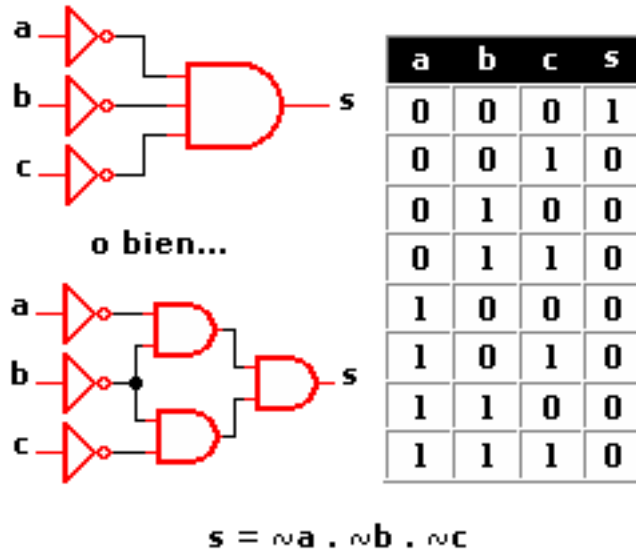 a
b
c
s
o bien...
a
b
c
s
a b c s
0 0 0 1
0 0 1 0
0 1 0 0
0 1 1 0
1 0 0 0
1 0 1 0
1 1 0 0
1 1 1 0
s = ~a . ~b . ~c